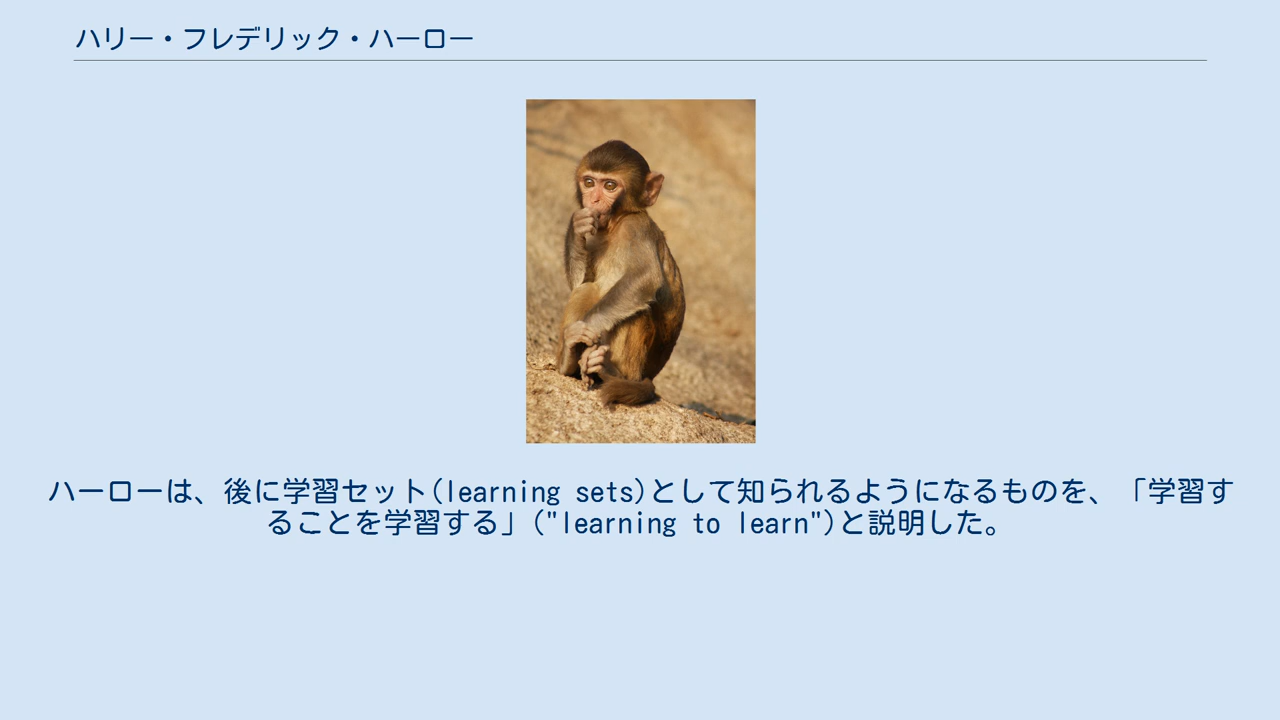 ハリー・フレデリック・ハーロー
ハーローは、後に学習セット(learning sets)として知られるようになるものを、「学習す
ることを学習する」("learning to learn")と説明した。